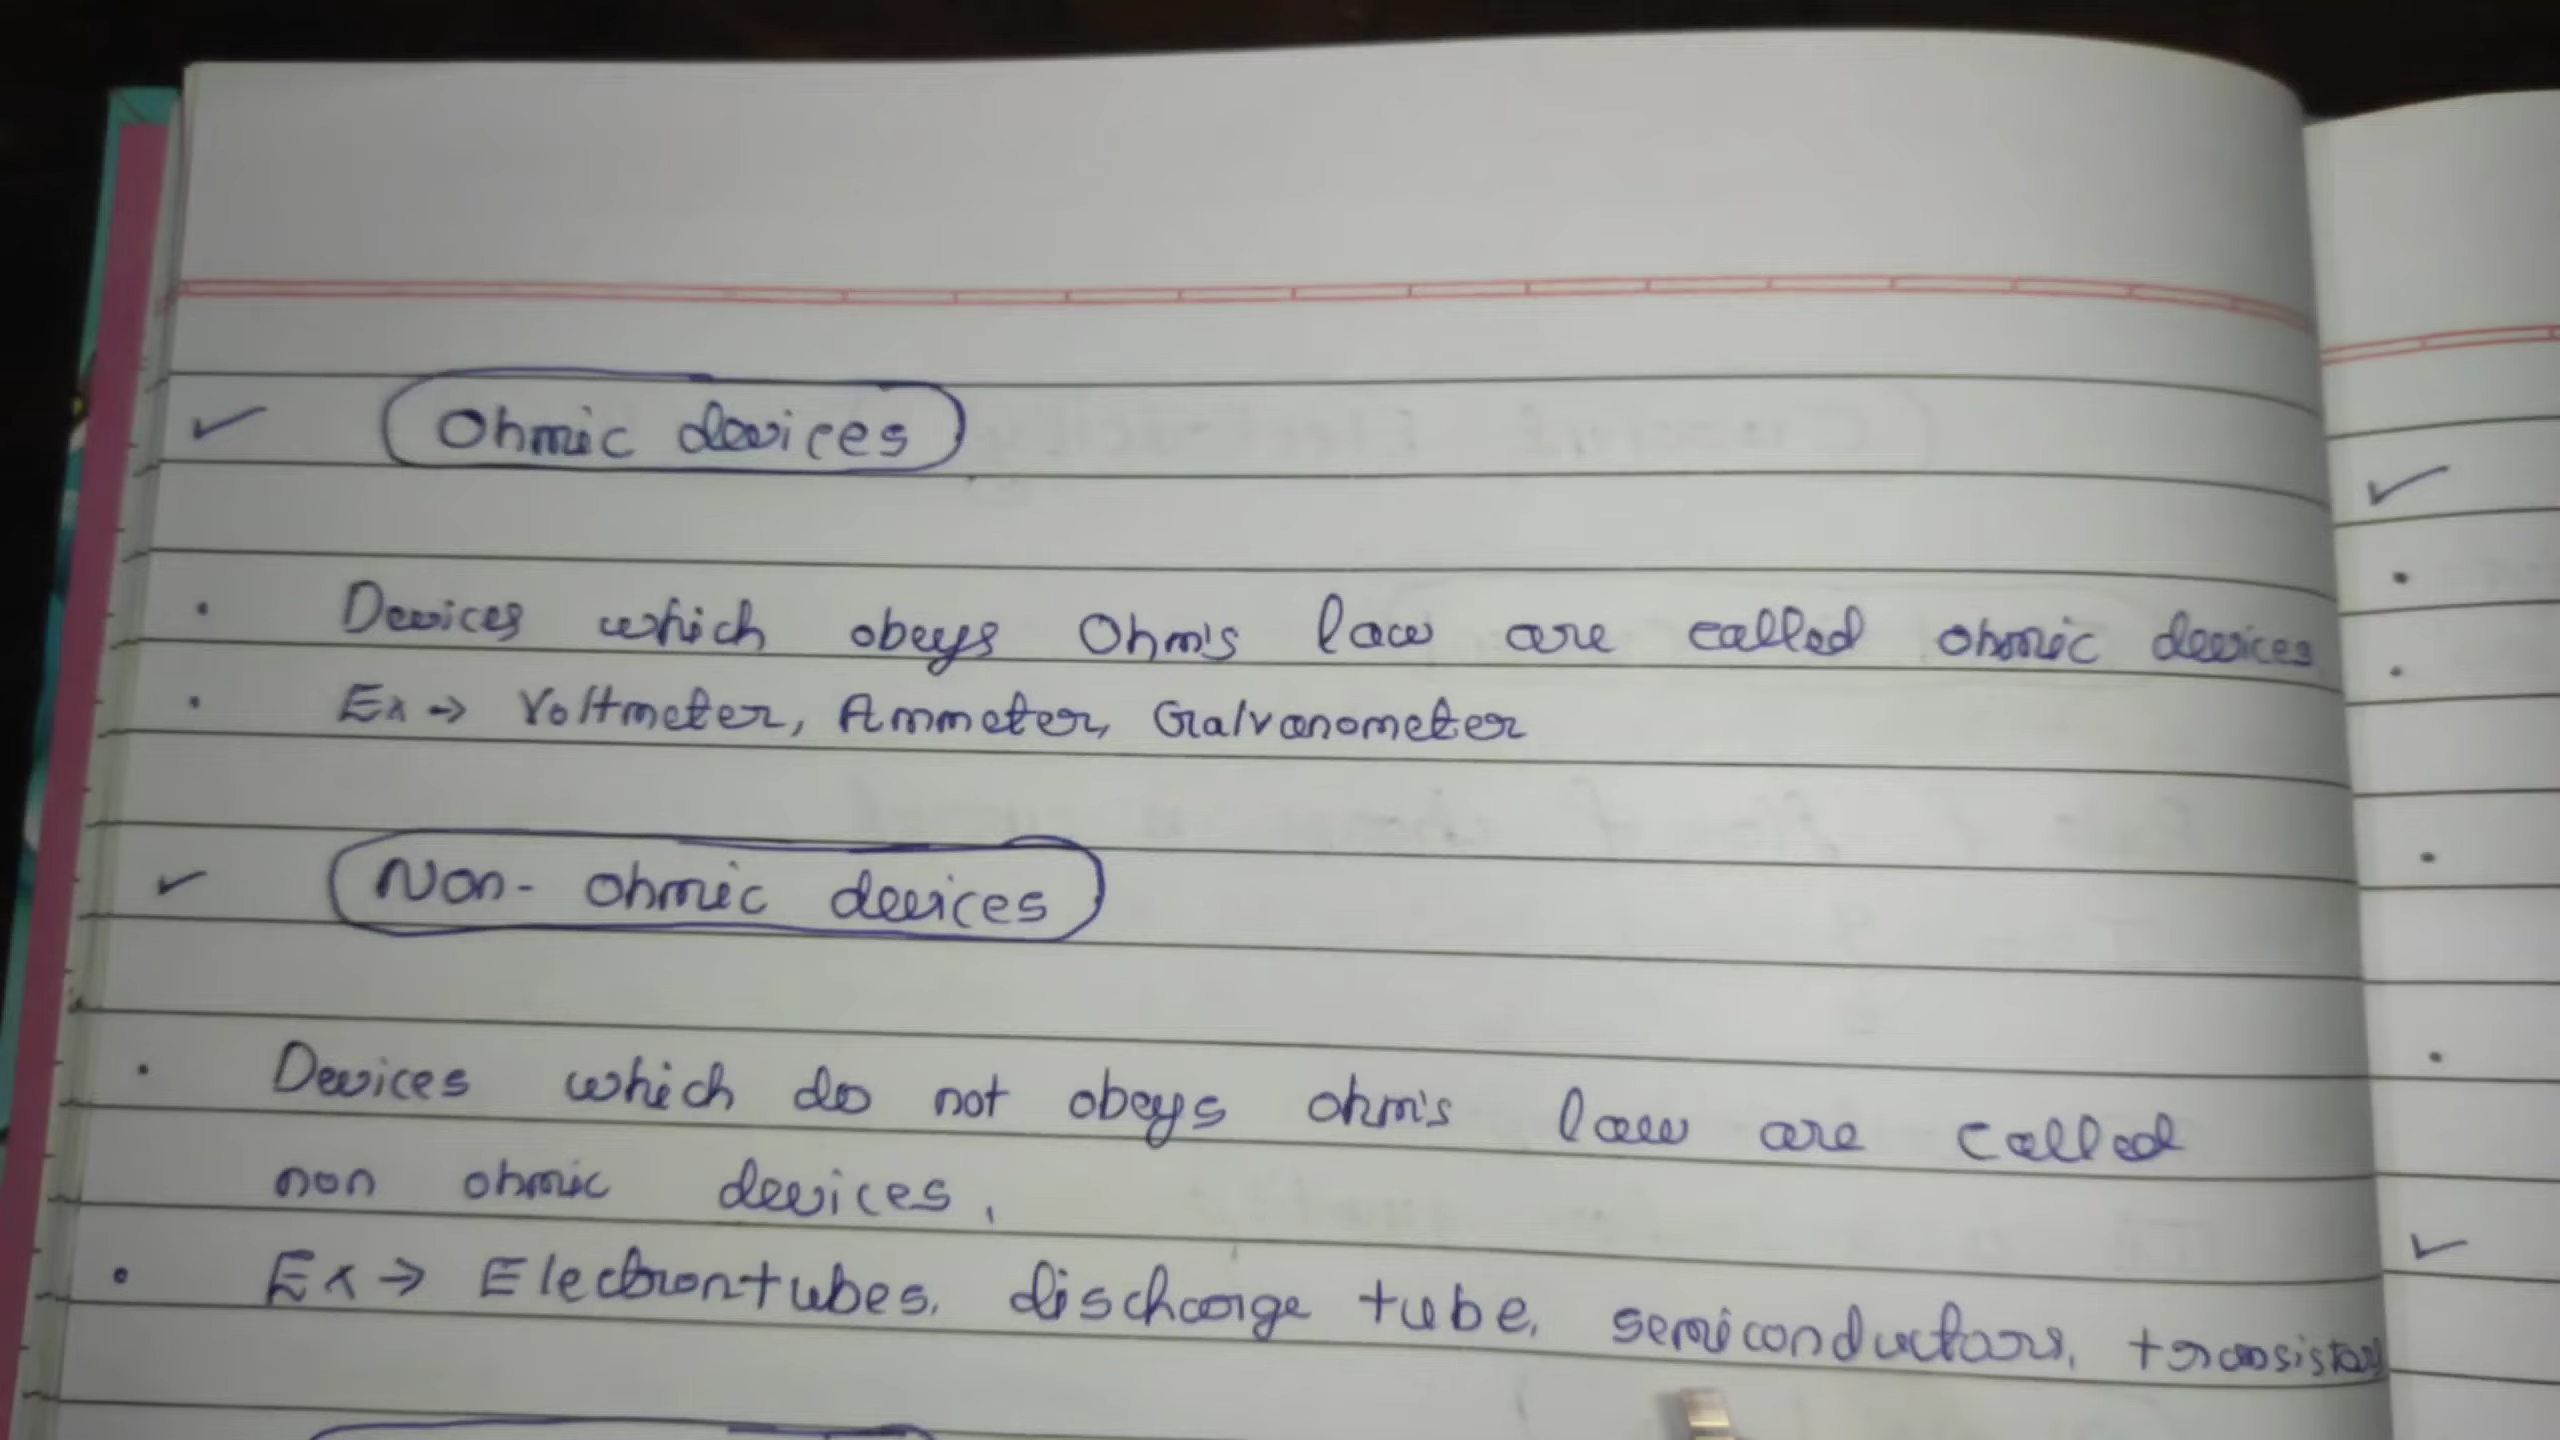 Ohmic devices
Devices which obeys Ohm's law are called ohmic devices
Ex → Voltmeter, Ammeter, Galvanometer
Non- ohmic devices
Devices which do not obeys ohm's law are called
non ohmic devices.
Ex → Electrontubes, discharge tube, semiconductors, transistors